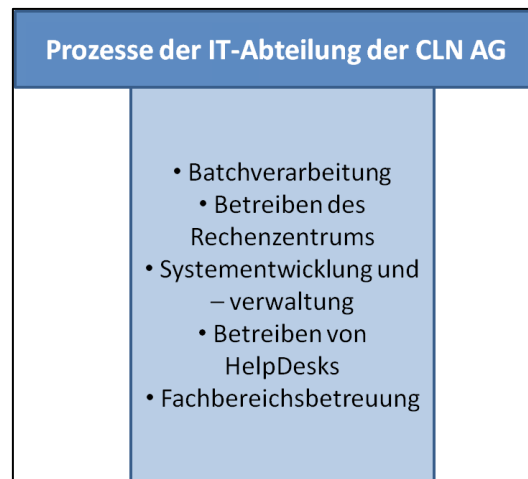 Prozesse der IT-Abteilung der CLN AG
• Batchverarbeitung
• Betreiben des
Rechenzentrums
• Systementwicklung und
– verwaltung
• Betreiben von
HelpDesks
• Fachbereichsbetreuung